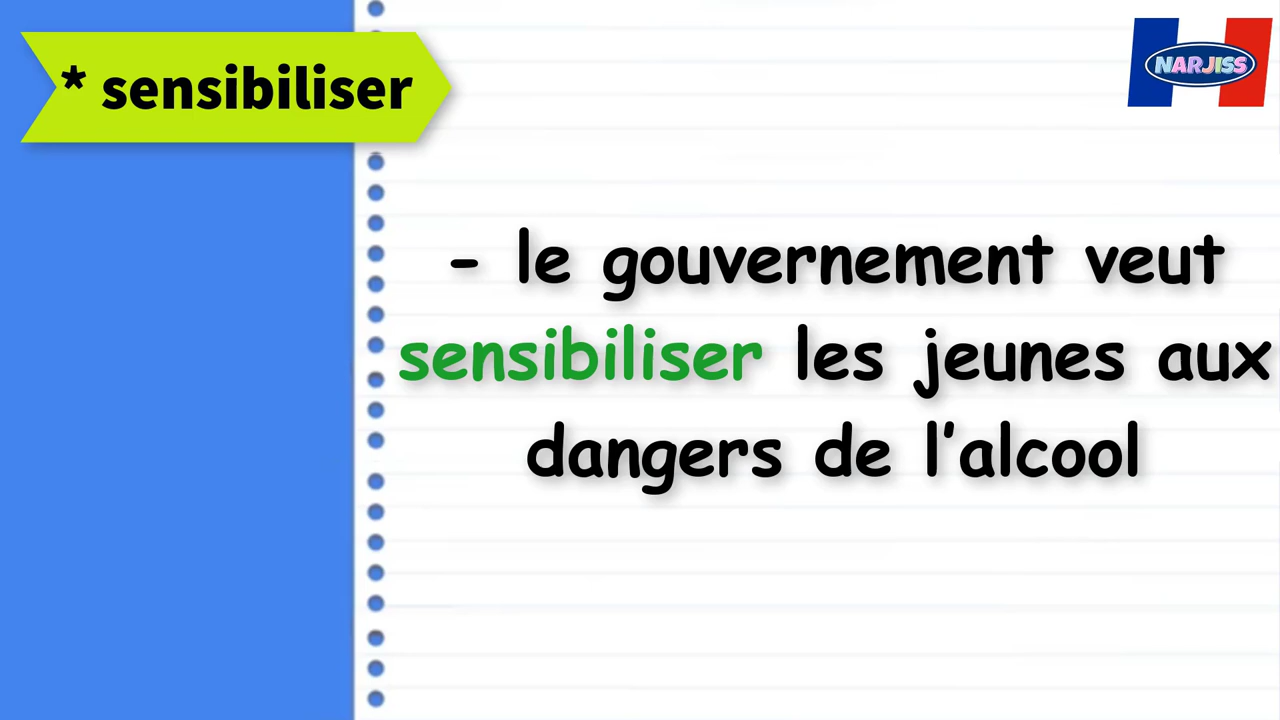 * sensibiliser
NARJISS
- le gouvernement veut
sensibiliser les jeunes aux
dangers de l'alcool